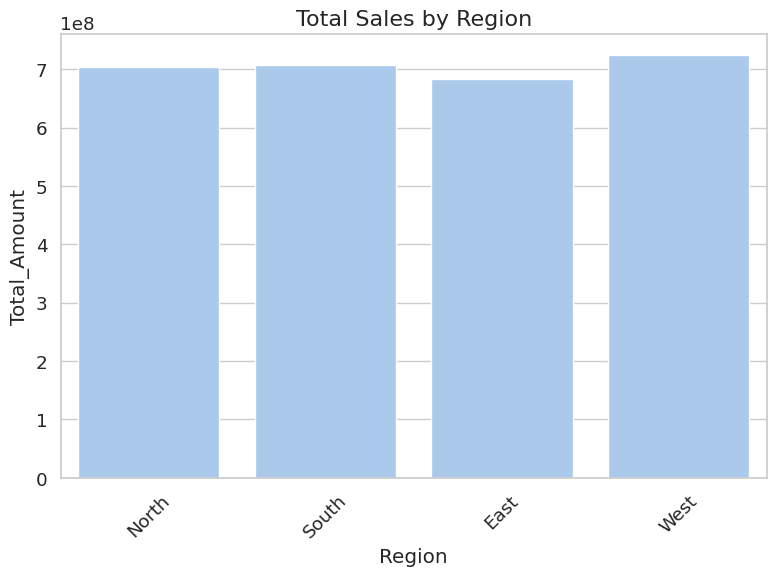 Total Sales by Region
1e8
7
6
5
4
3
2
1
0
Total_Amount
North
South
East
West
Region